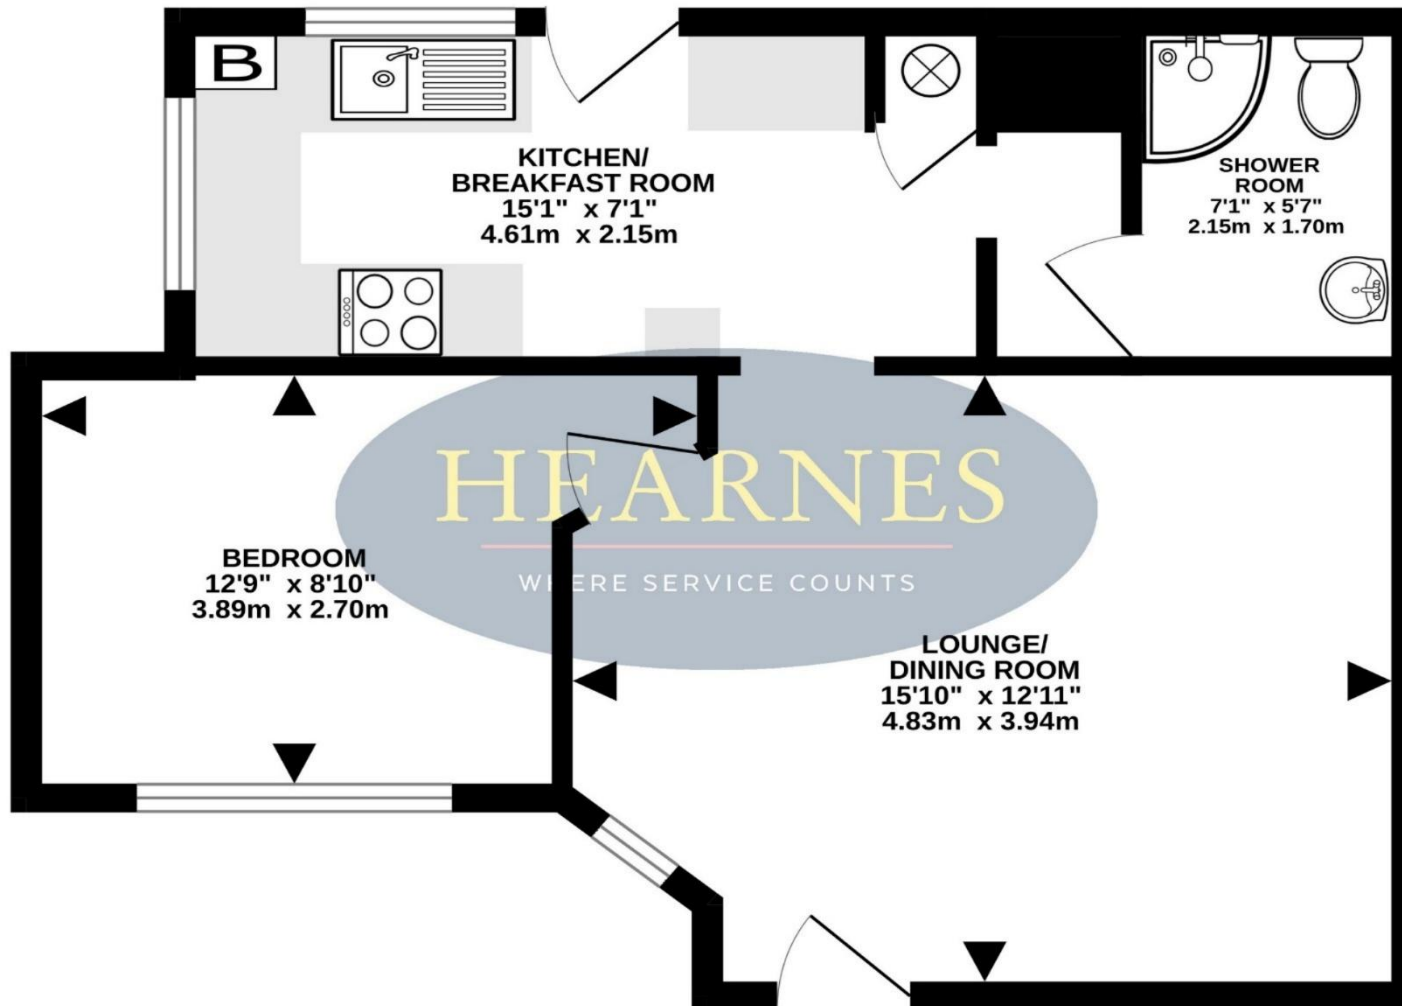 B
KITCHEN/
BREAKFAST ROOM
15'1" x 7'1"
4.61m x 2.15m
SHOWER
ROOM
7'1" x 5'7"
2.15m x 1.70m
HEARNES
WHERE SERVICE COUNTS
BEDROOM
12'9" x 8'10"
3.89m x 2.70m
LOUNGE/
DINING ROOM
15'10" x 12'11"
4.83m x 3.94m